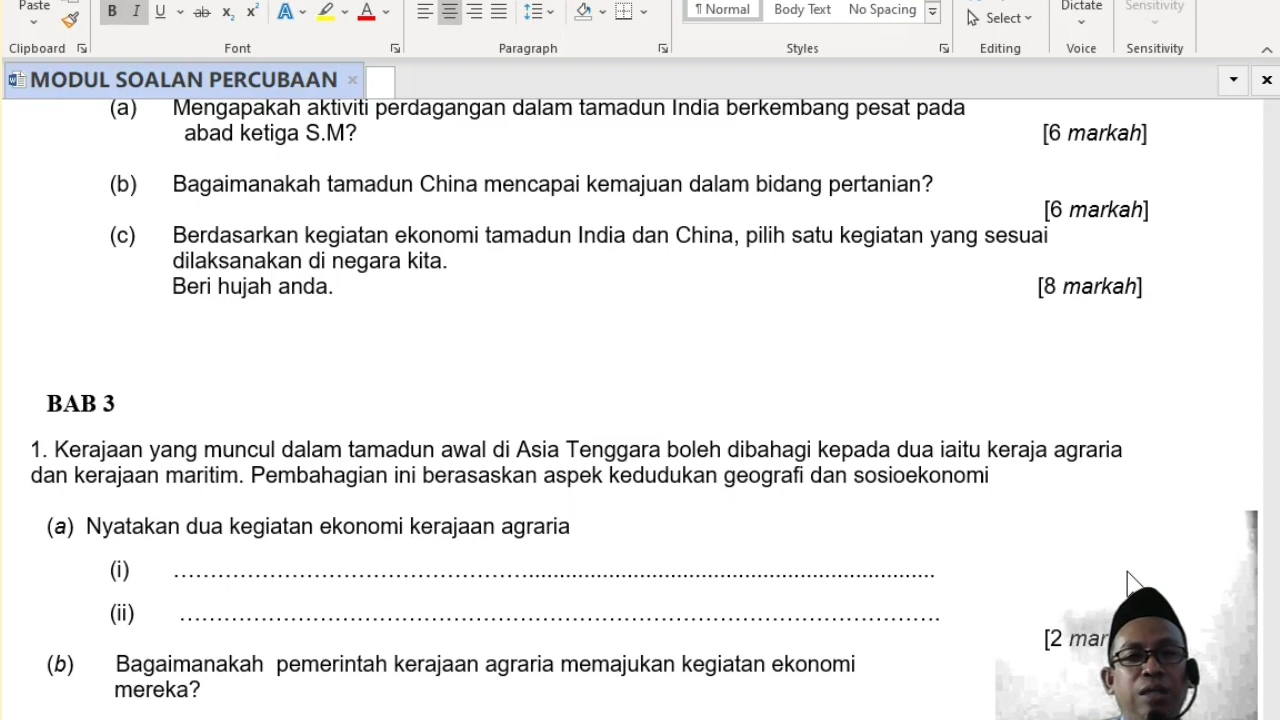 Paste
B I U ab x₂ x² A A
Normal Body Text No Spacing
Select
Dictate
Sensitivity
Clipboard Font Paragraph Styles Editing Voice Sensitivity
MODUL SOALAN PERCUBAAN
(a) Mengapakah aktiviti perdagangan dalam tamadun India berkembang pesat pada
abad ketiga S.M? [6 markah]
(b) Bagaimanakah tamadun China mencapai kemajuan dalam bidang pertanian?
[6 markah]
(c) Berdasarkan kegiatan ekonomi tamadun India dan China, pilih satu kegiatan yang sesuai
dilaksanakan di negara kita.
Beri hujah anda. [8 markah]
BAB 3
1. Kerajaan yang muncul dalam tamadun awal di Asia Tenggara boleh dibahagi kepada dua iaitu keraja agraria
dan kerajaan maritim. Pembahagian ini berasaskan aspek kedudukan geografi dan sosioekonomi
(a) Nyatakan dua kegiatan ekonomi kerajaan agraria
(i) ................................................................................
(ii) ................................................................................
[2 mar
(b) Bagaimanakah pemerintah kerajaan agraria memajukan kegiatan ekonomi
mereka?